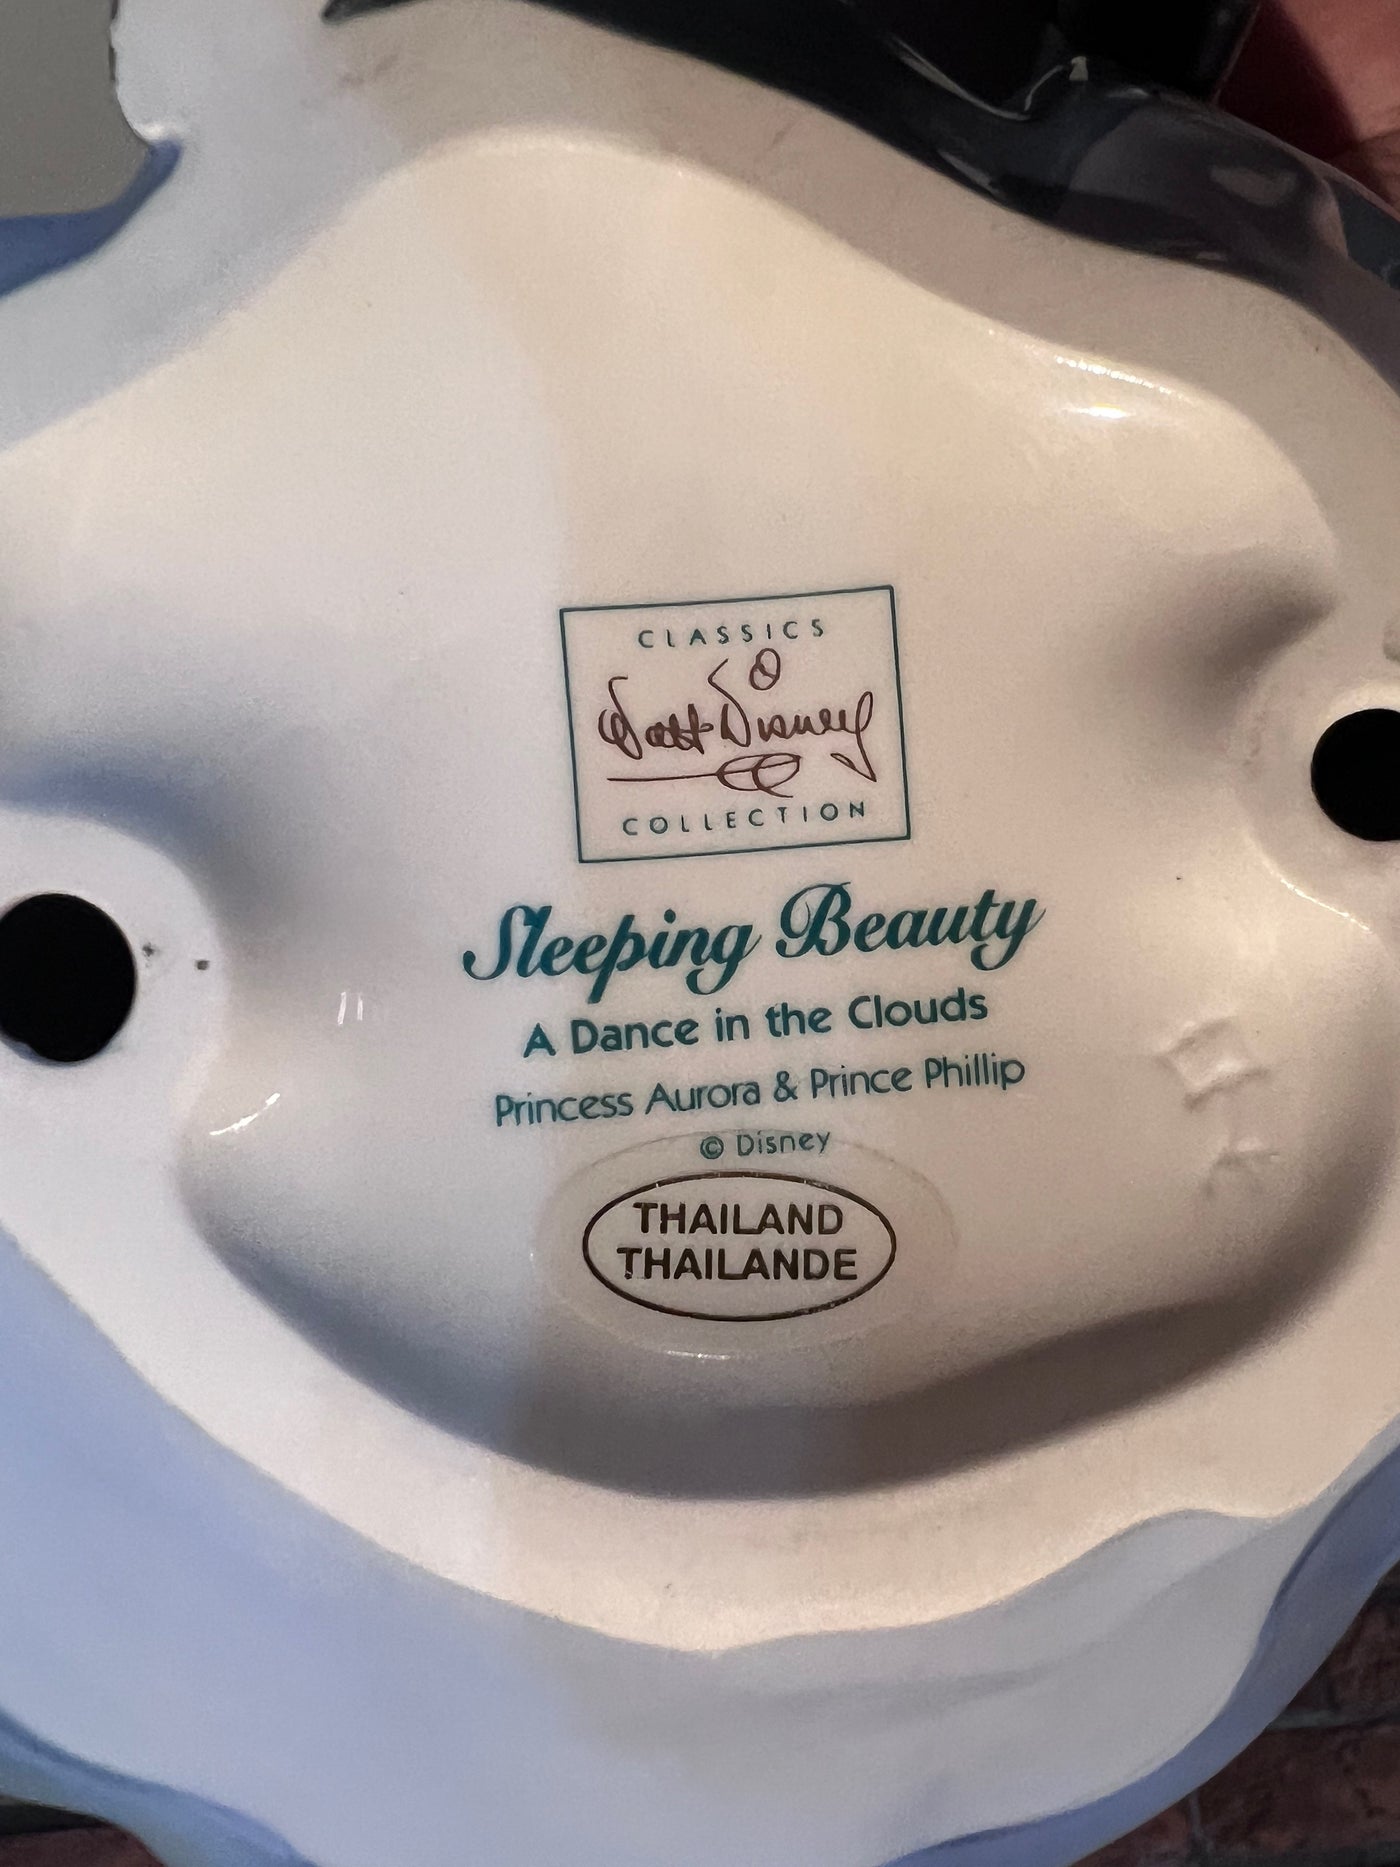 CLASSICS
Walt Disney
COLLECTION
Sleeping Beauty
A Dance in the Clouds
Princess Aurora & Prince Phillip
© Disney
THAILAND
THAILANDE